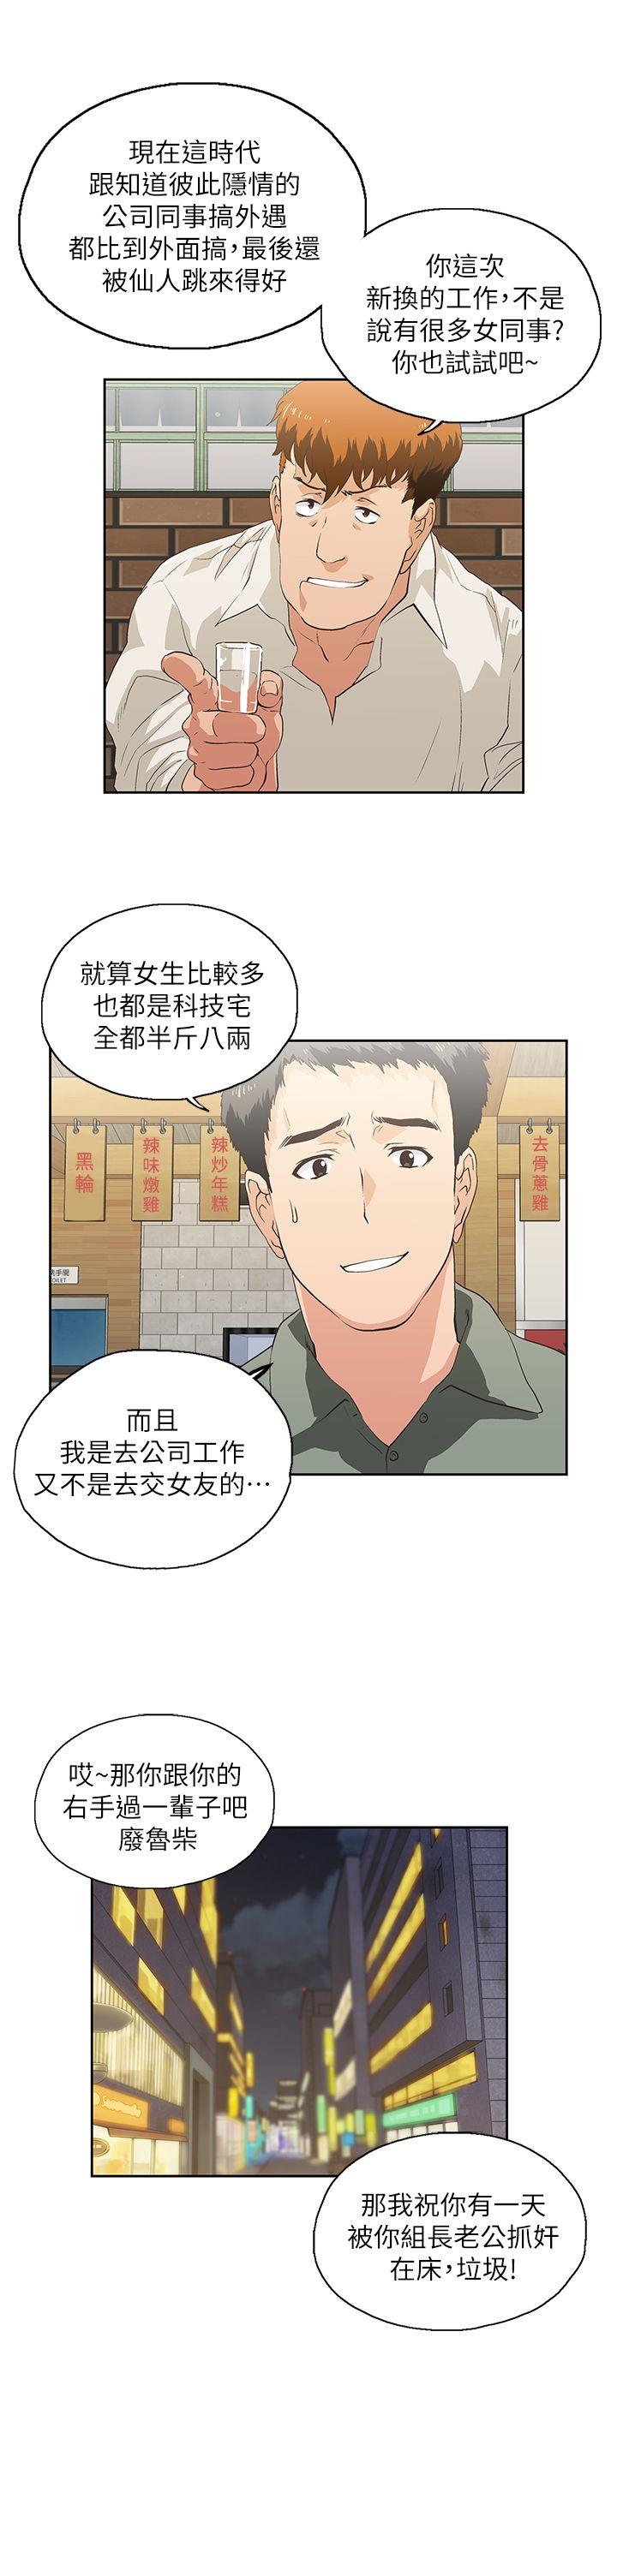 現在這時代
跟知道彼此隱情的
公司同事搞外遇
都比到外面搞，最後還
被仙人跳來得好
你這次
新換的工作，不是
說有很多女同事?
你也試試吧~
就算女生比較多
也都是科技宅
全都半斤八兩
黑輪
辣味燉雞
辣炒年糕
去骨蔥雞
洗手間
TOILET
而且
我是去公司工作
又不是去交女友的…
哎~那你跟你的
右手過一輩子吧
廢魯柴
那我祝你有一天
被你組長老公抓奸
在床，垃圾!